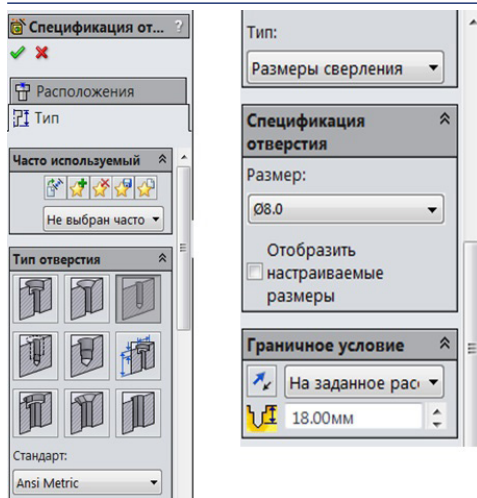 Спецификация от... ?
Расположения
Тип
Часто используемый
Не выбран часто
Тип отверстия
Стандарт:
Ansi Metric
Тип:
Размеры сверления
Спецификация
отверстия
Размер:
Ø8.0
Отобразить
настраиваемые
размеры
Граничное условие
На заданное рас
18.00мм